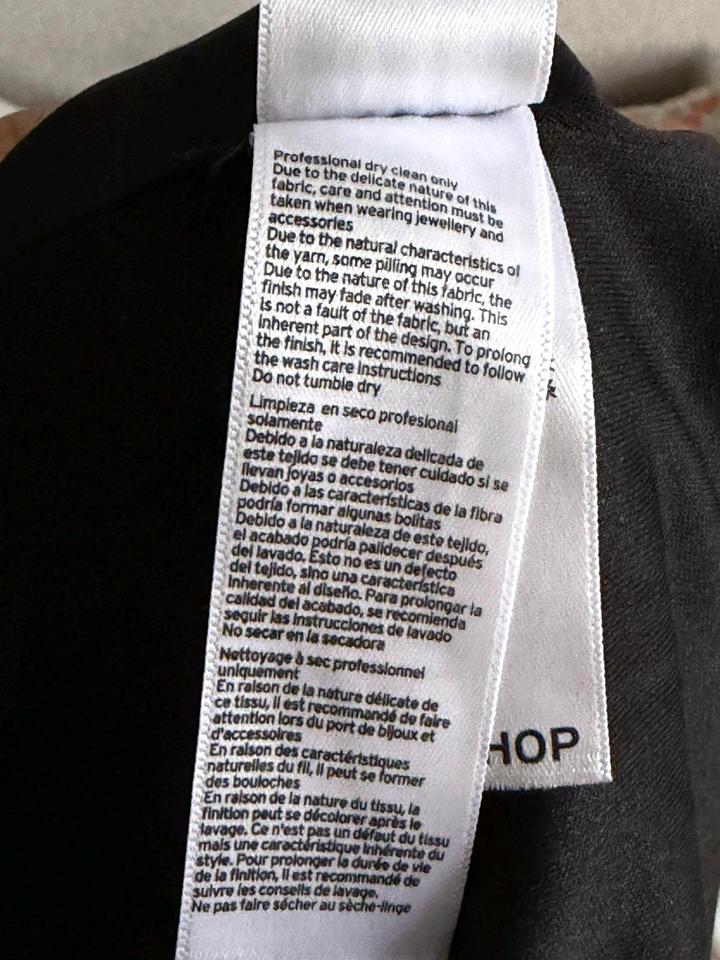 Professional dry clean only
Due to the delicate nature of this
fabric, care and attention must be
taken when wearing jewellery and
accessories
Due to the natural characteristics of
the yarn, some pilling may occur
Due to the nature of this fabric, the
finish may fade after washing. This
is not a fault of the fabric, but an
inherent part of the design. To prolong
the finish, it is recommended to follow
the wash care instructions
Do not tumble dry
Limpieza en seco profesional
solamente
Debido a la naturaleza delicada de
este tejido se debe tener cuidado si se
llevan joyas o accesorios
Debido a las características de la fibra
podría formar algunas bolitas
Debido a la naturaleza de este tejido,
el acabado podría palidecer después
del lavado. Esto no es un defecto
del tejido, sino una característica
inherente al diseño. Para prolongar la
calidad del acabado, se recomienda
seguir las instrucciones de lavado
No secar en la secadora
Nettoyage à sec professionnel
uniquement
En raison de la nature délicate de
ce tissu, il est recommandé de faire
attention lors du port de bijoux et
d'accessoires
En raison des caractéristiques
naturelles du fil, il peut se former
des bouloches
En raison de la nature du tissu, la
finition peut se décolorer après le
lavage. Ce n'est pas un défaut du tissu
mais une caractéristique inhérente du
style. Pour prolonger la durée de vie
de la finition, il est recommandé de
suivre les conseils de lavage.
Ne pas faire sécher au sèche-linge
HOP